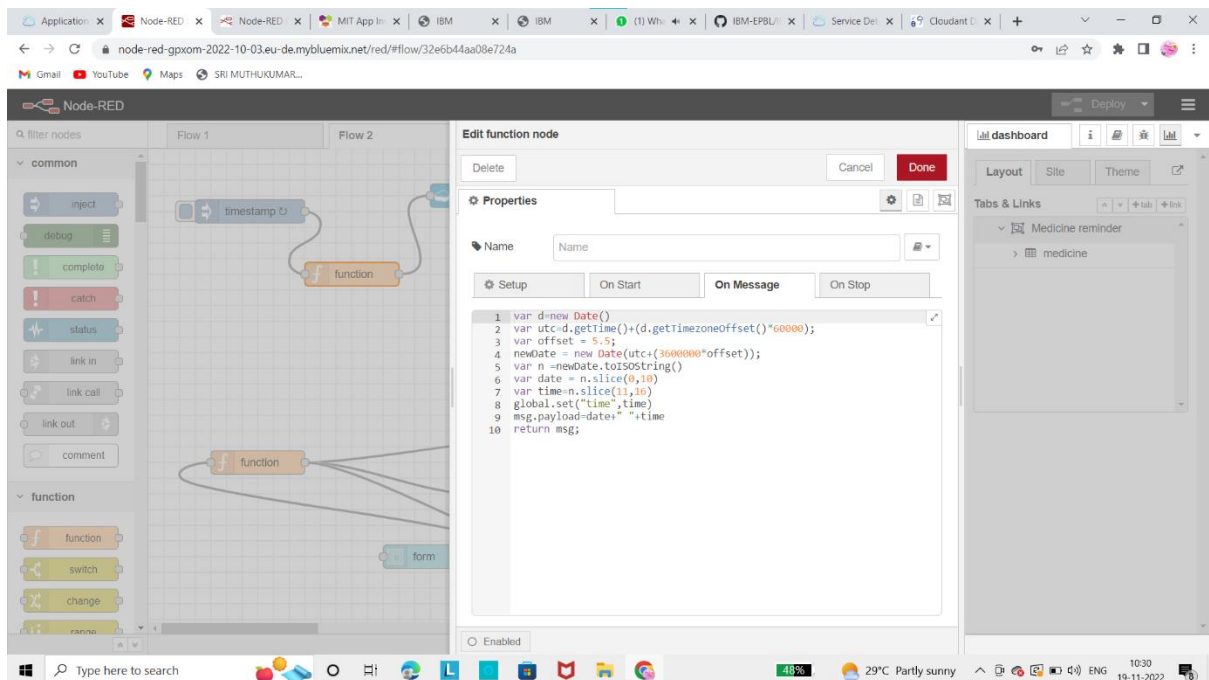 Application
Node-RED :
Node-RED
MIT App In
IBM
IBM
(1) Wha
IBM-EPBL/I
Service Det
Cloudant D
node-red-gpxom-2022-10-03.eu-de.mybluemix.net/red/#flow/32e6b44aa08e724a
Gmail
YouTube
Maps
SRI MUTHUKUMAR...
Node-RED
Deploy
filter nodes
Flow 1
Flow 2
common
inject
debug
complete
catch
status
link in
link call
link out
comment
function
function
switch
change
range
timestamp ↻
function
function
form
Edit function node
Delete
Cancel
Done
Properties
Name
Name
Setup
On Start
On Message
On Stop
1 var d=new Date()
2 var utc=d.getTime()+(d.getTimezoneOffset()*60000);
3 var offset = 5.5;
4 newDate = new Date(utc+(3600000*offset));
5 var n =newDate.toISOString()
6 var date = n.slice(0,10)
7 var time=n.slice(11,16)
8 global.set("time",time)
9 msg.payload=date+" "+time
10 return msg;
Enabled
dashboard
i
Layout
Site
Theme
Tabs & Links
+tab
+link
Medicine reminder
medicine
Type here to search
L
48%
29°C Partly sunny
ENG
10:30
19-11-2022
8